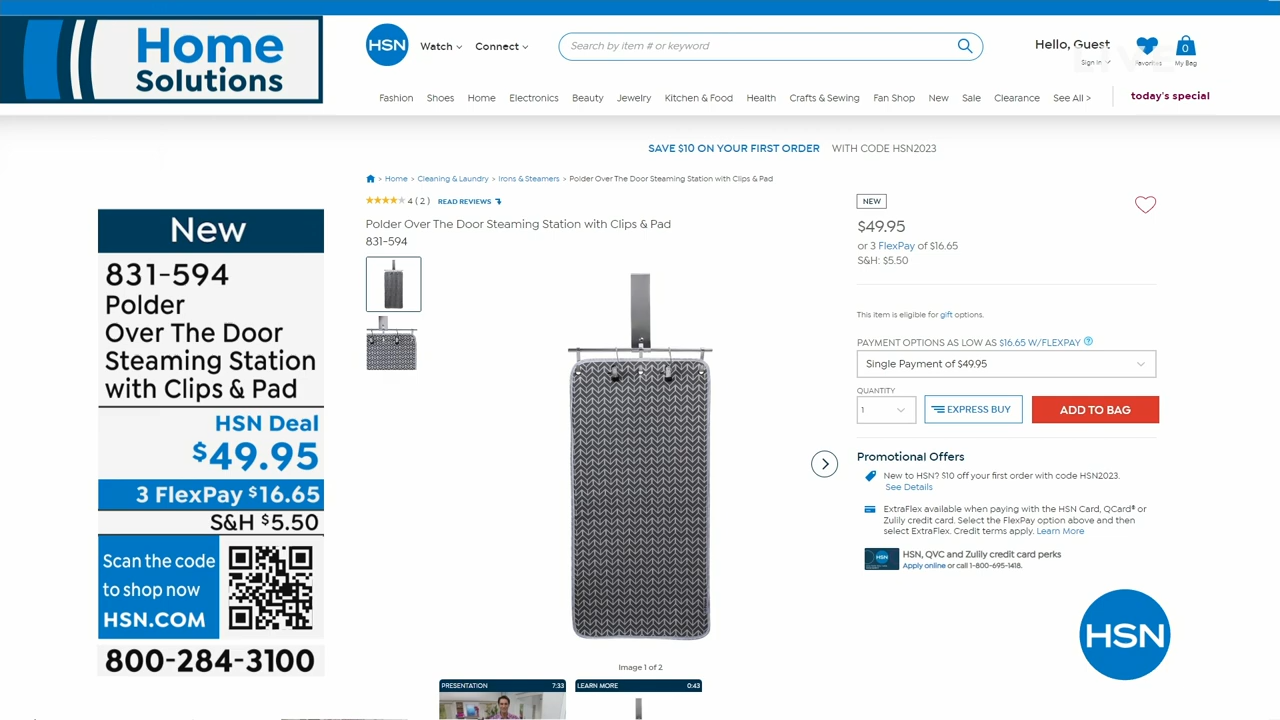 Home
Solutions
HSN
Watch
Connect
Search by item # or keyword
Hello, Guest
Sign In
Favorites
0
My Bag
Fashion
Shoes
Home
Electronics
Beauty
Jewelry
Kitchen & Food
Health
Crafts & Sewing
Fan Shop
New
Sale
Clearance
See All >
today's special
SAVE $10 ON YOUR FIRST ORDER WITH CODE HSN2023
> Home > Cleaning & Laundry > Irons & Steamers > Polder Over The Door Steaming Station with Clips & Pad
4 ( 2 ) READ REVIEWS
Polder Over The Door Steaming Station with Clips & Pad
831-594
New
831-594
Polder
Over The Door
Steaming Station
with Clips & Pad
HSN Deal
$49.95
3 FlexPay $16.65
S&H $5.50
Scan the code
to shop now
HSN.COM
800-284-3100
Image 1 of 2
PRESENTATION 7:33
LEARN MORE 0:43
NEW
$49.95
or 3 FlexPay of $16.65
S&H: $5.50
This item is eligible for gift options.
PAYMENT OPTIONS AS LOW AS $16.65 W/FLEXPAY ?
Single Payment of $49.95
QUANTITY
1
EXPRESS BUY
ADD TO BAG
Promotional Offers
New to HSN? $10 off your first order with code HSN2023.
See Details
ExtraFlex available when paying with the HSN Card, QCard® or
Zulily credit card. Select the FlexPay option above and then
select ExtraFlex. Credit terms apply. Learn More
HSN
HSN, QVC and Zulily credit card perks
Apply online or call 1-800-695-1418.
HSN